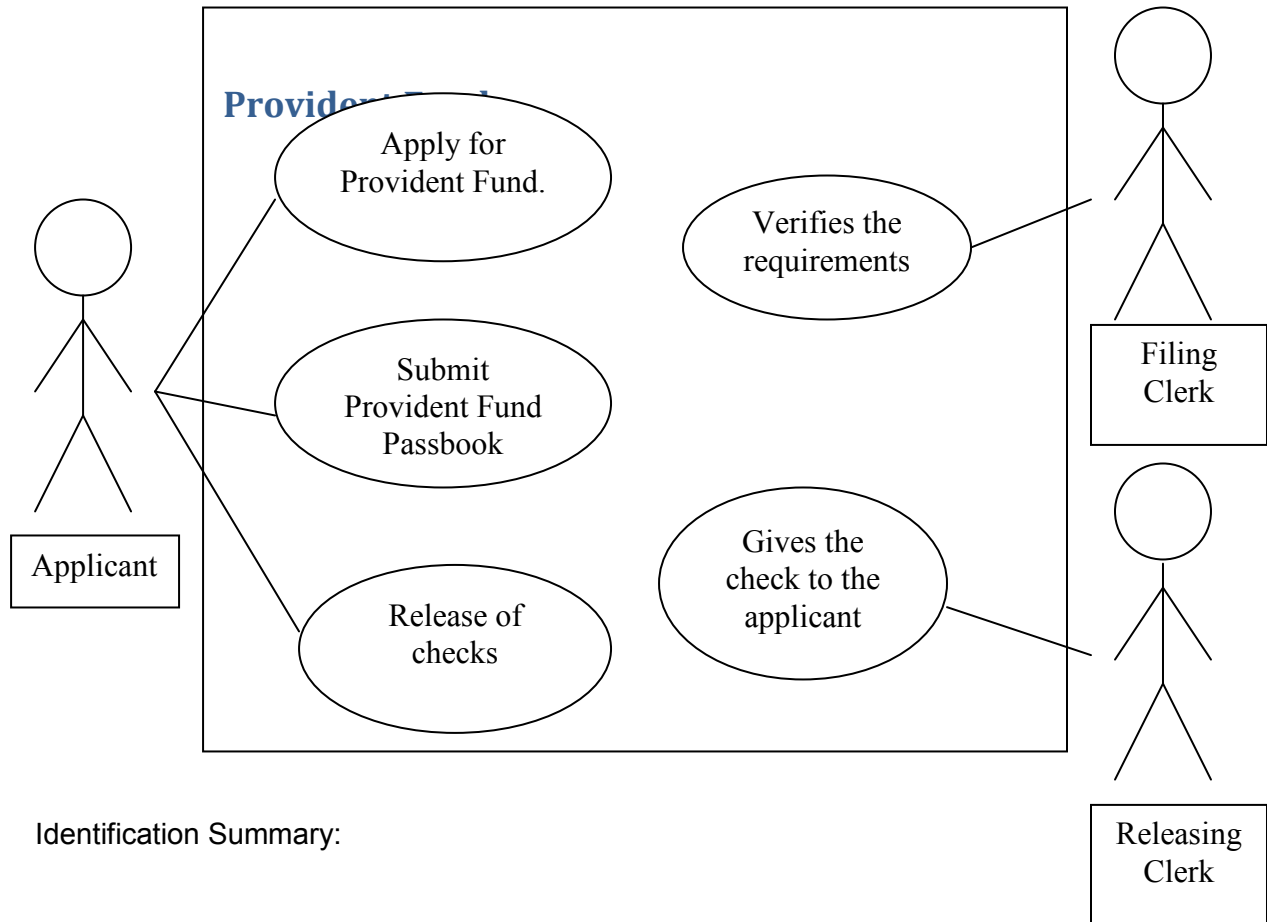 Provident
Apply for
Provident Fund.
Submit
Provident Fund
Passbook
Release of
checks
Verifies the
requirements
Gives the
check to the
applicant
Applicant
Filing
Clerk
Releasing
Clerk
Identification Summary: